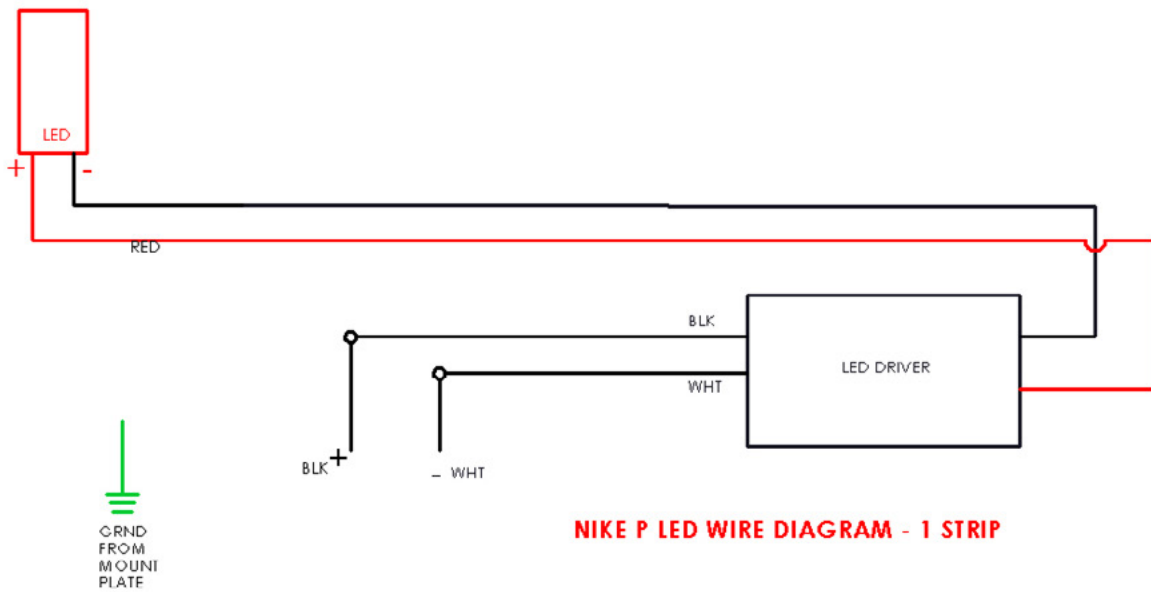 LED
+ -
RED
BLK
LED DRIVER
WHT
BLK +
- WHT
GRND
FROM
MOUNT
PLATE
NIKE P LED WIRE DIAGRAM - 1 STRIP